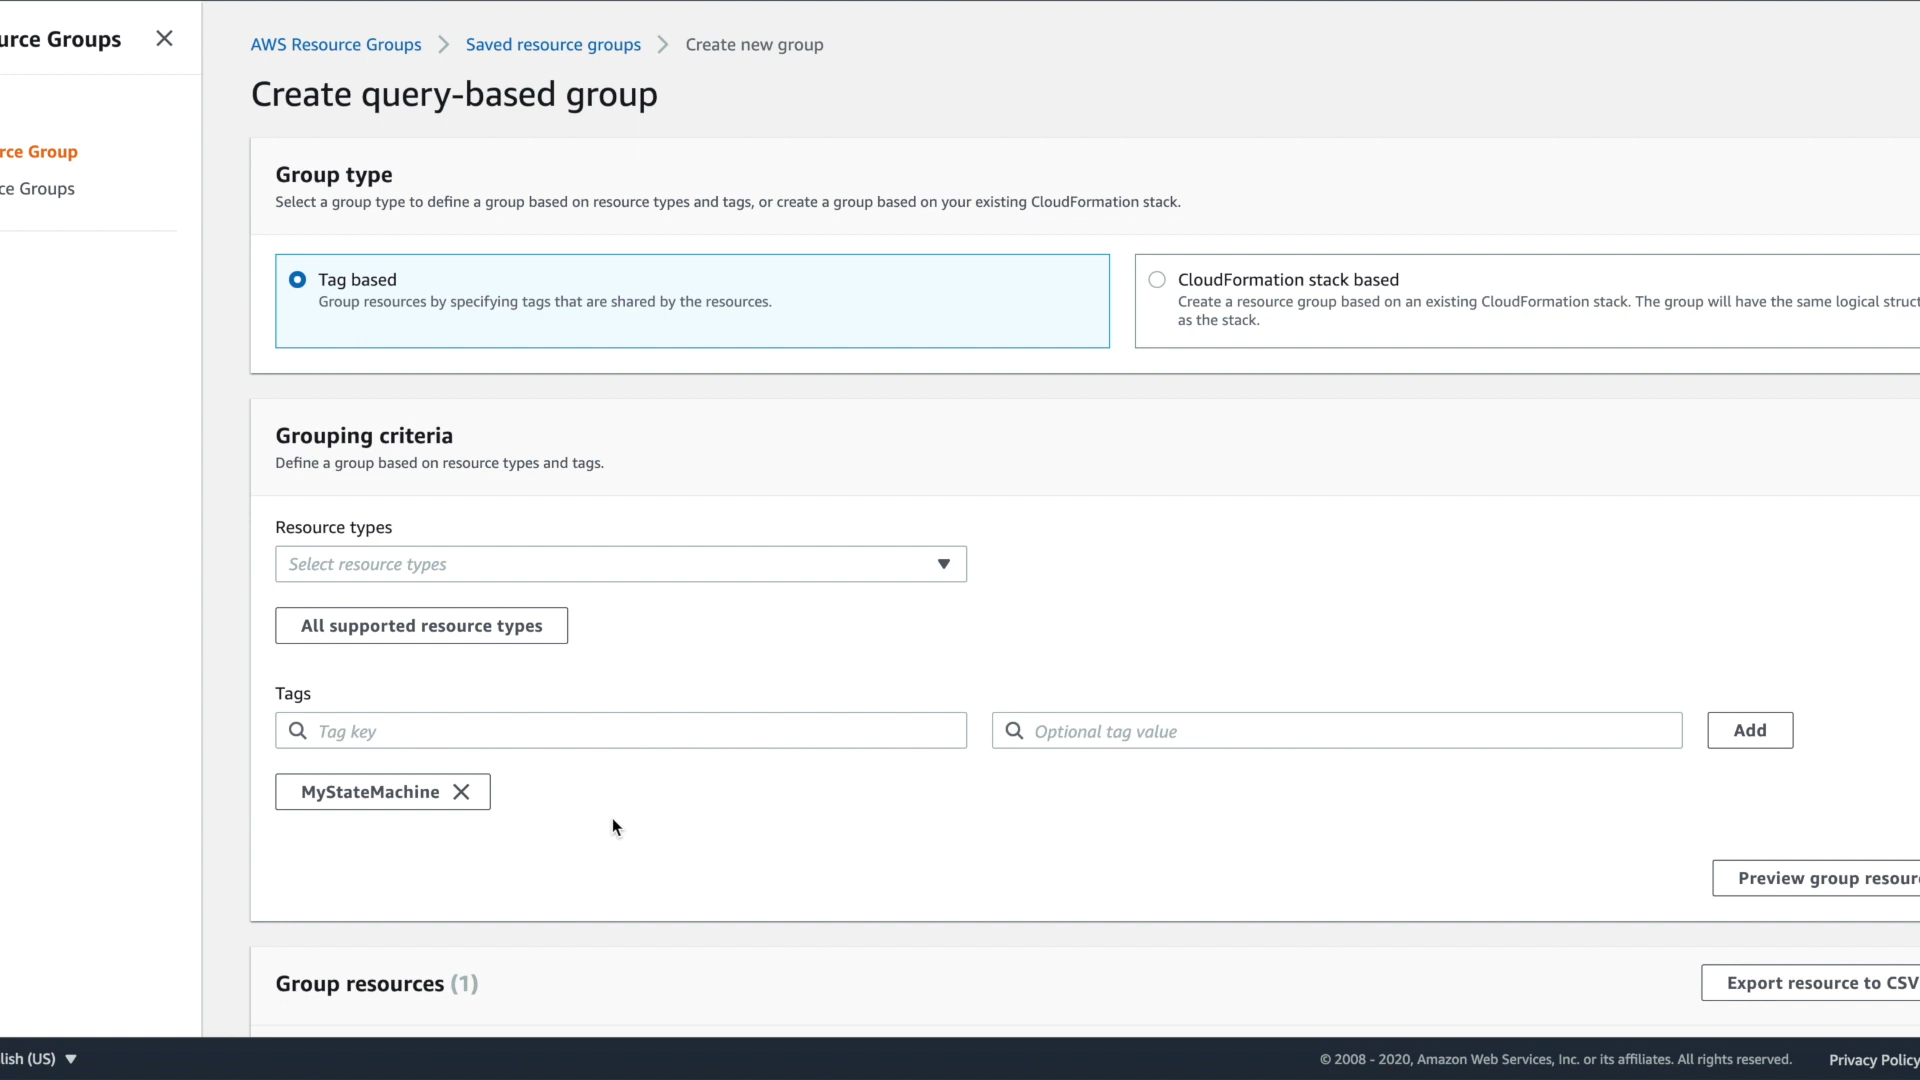 urce Groups
rce Group
ce Groups
AWS Resource Groups
Saved resource groups
Create new group
Create query-based group
Group type
Select a group type to define a group based on resource types and tags, or create a group based on your existing CloudFormation stack.
Tag based
Group resources by specifying tags that are shared by the resources.
CloudFormation stack based
Create a resource group based on an existing CloudFormation stack. The group will have the same logical struct
as the stack.
Grouping criteria
Define a group based on resource types and tags.
Resource types
Select resource types
All supported resource types
Tags
Tag key
Optional tag value
Add
MyStateMachine
Preview group resour
Group resources (1)
Export resource to CSV
lish (US)
© 2008 - 2020, Amazon Web Services, Inc. or its affiliates. All rights reserved.
Privacy Policy